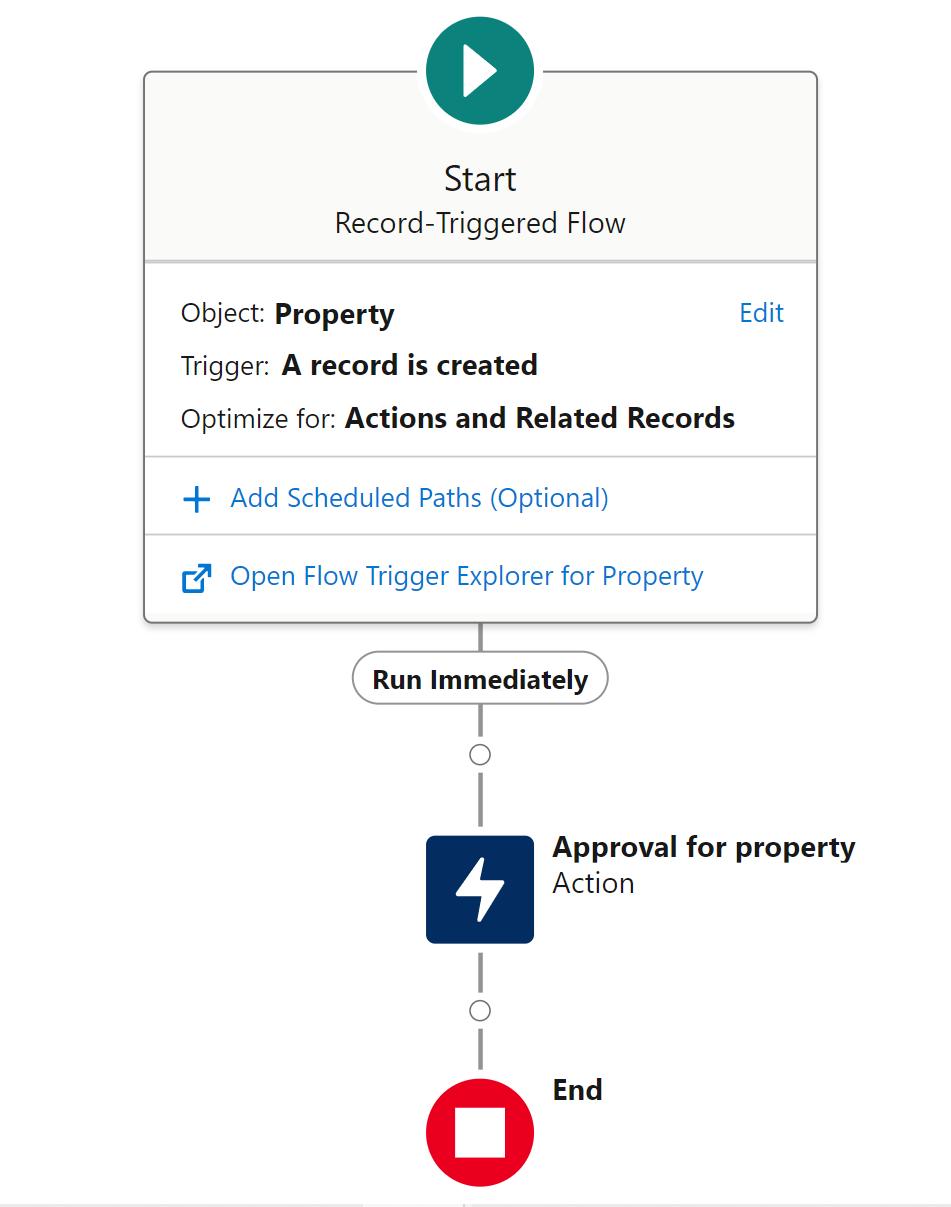 Start
Record-Triggered Flow
Object: Property Edit
Trigger: A record is created
Optimize for: Actions and Related Records
Add Scheduled Paths (Optional)
Open Flow Trigger Explorer for Property
Run Immediately
Approval for property
Action
End